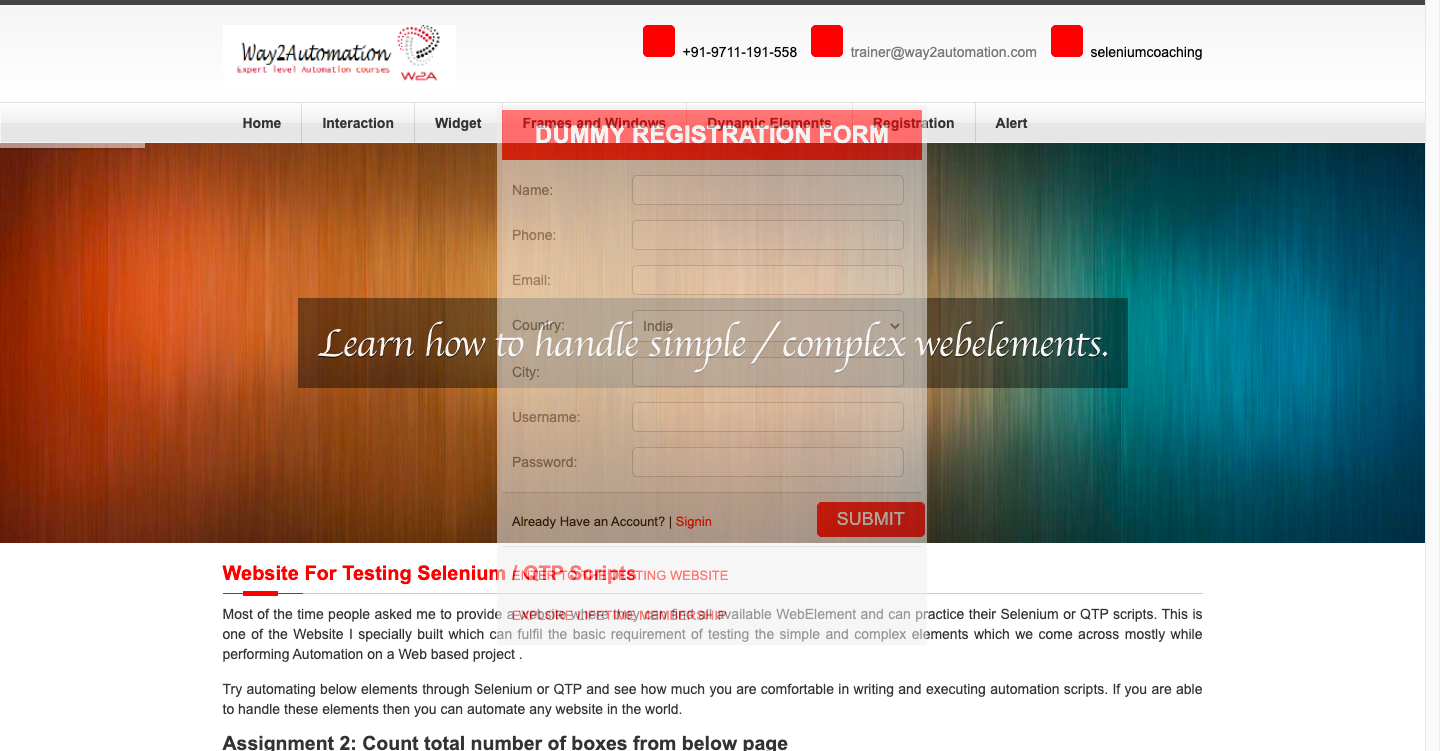 Way2Automation
Expert level Automation courses
W2A
+91-9711-191-558
trainer@way2automation.com
seleniumcoaching
Home
Interaction
Widget
Frames and Windows
Dynamic Elements
Registration
Alert
DUMMY REGISTRATION FORM
Name:
Phone:
Email:
Country:
India
Learn how to handle simple / complex webelements.
City:
Username:
Password:
Already Have an Account? | Signin
SUBMIT
Website For Testing Selenium / QTP Scripts
ENTER TO THE TESTING WEBSITE
Most of the time people asked me to provide a website where they can find all available WebElement and can practice their Selenium or QTP scripts. This is
EXPLORE LIFETIME MEMBERSHIP
one of the Website I specially built which can fulfil the basic requirement of testing the simple and complex elements which we come across mostly while
performing Automation on a Web based project .
Try automating below elements through Selenium or QTP and see how much you are comfortable in writing and executing automation scripts. If you are able
to handle these elements then you can automate any website in the world.
Assignment 2: Count total number of boxes from below page